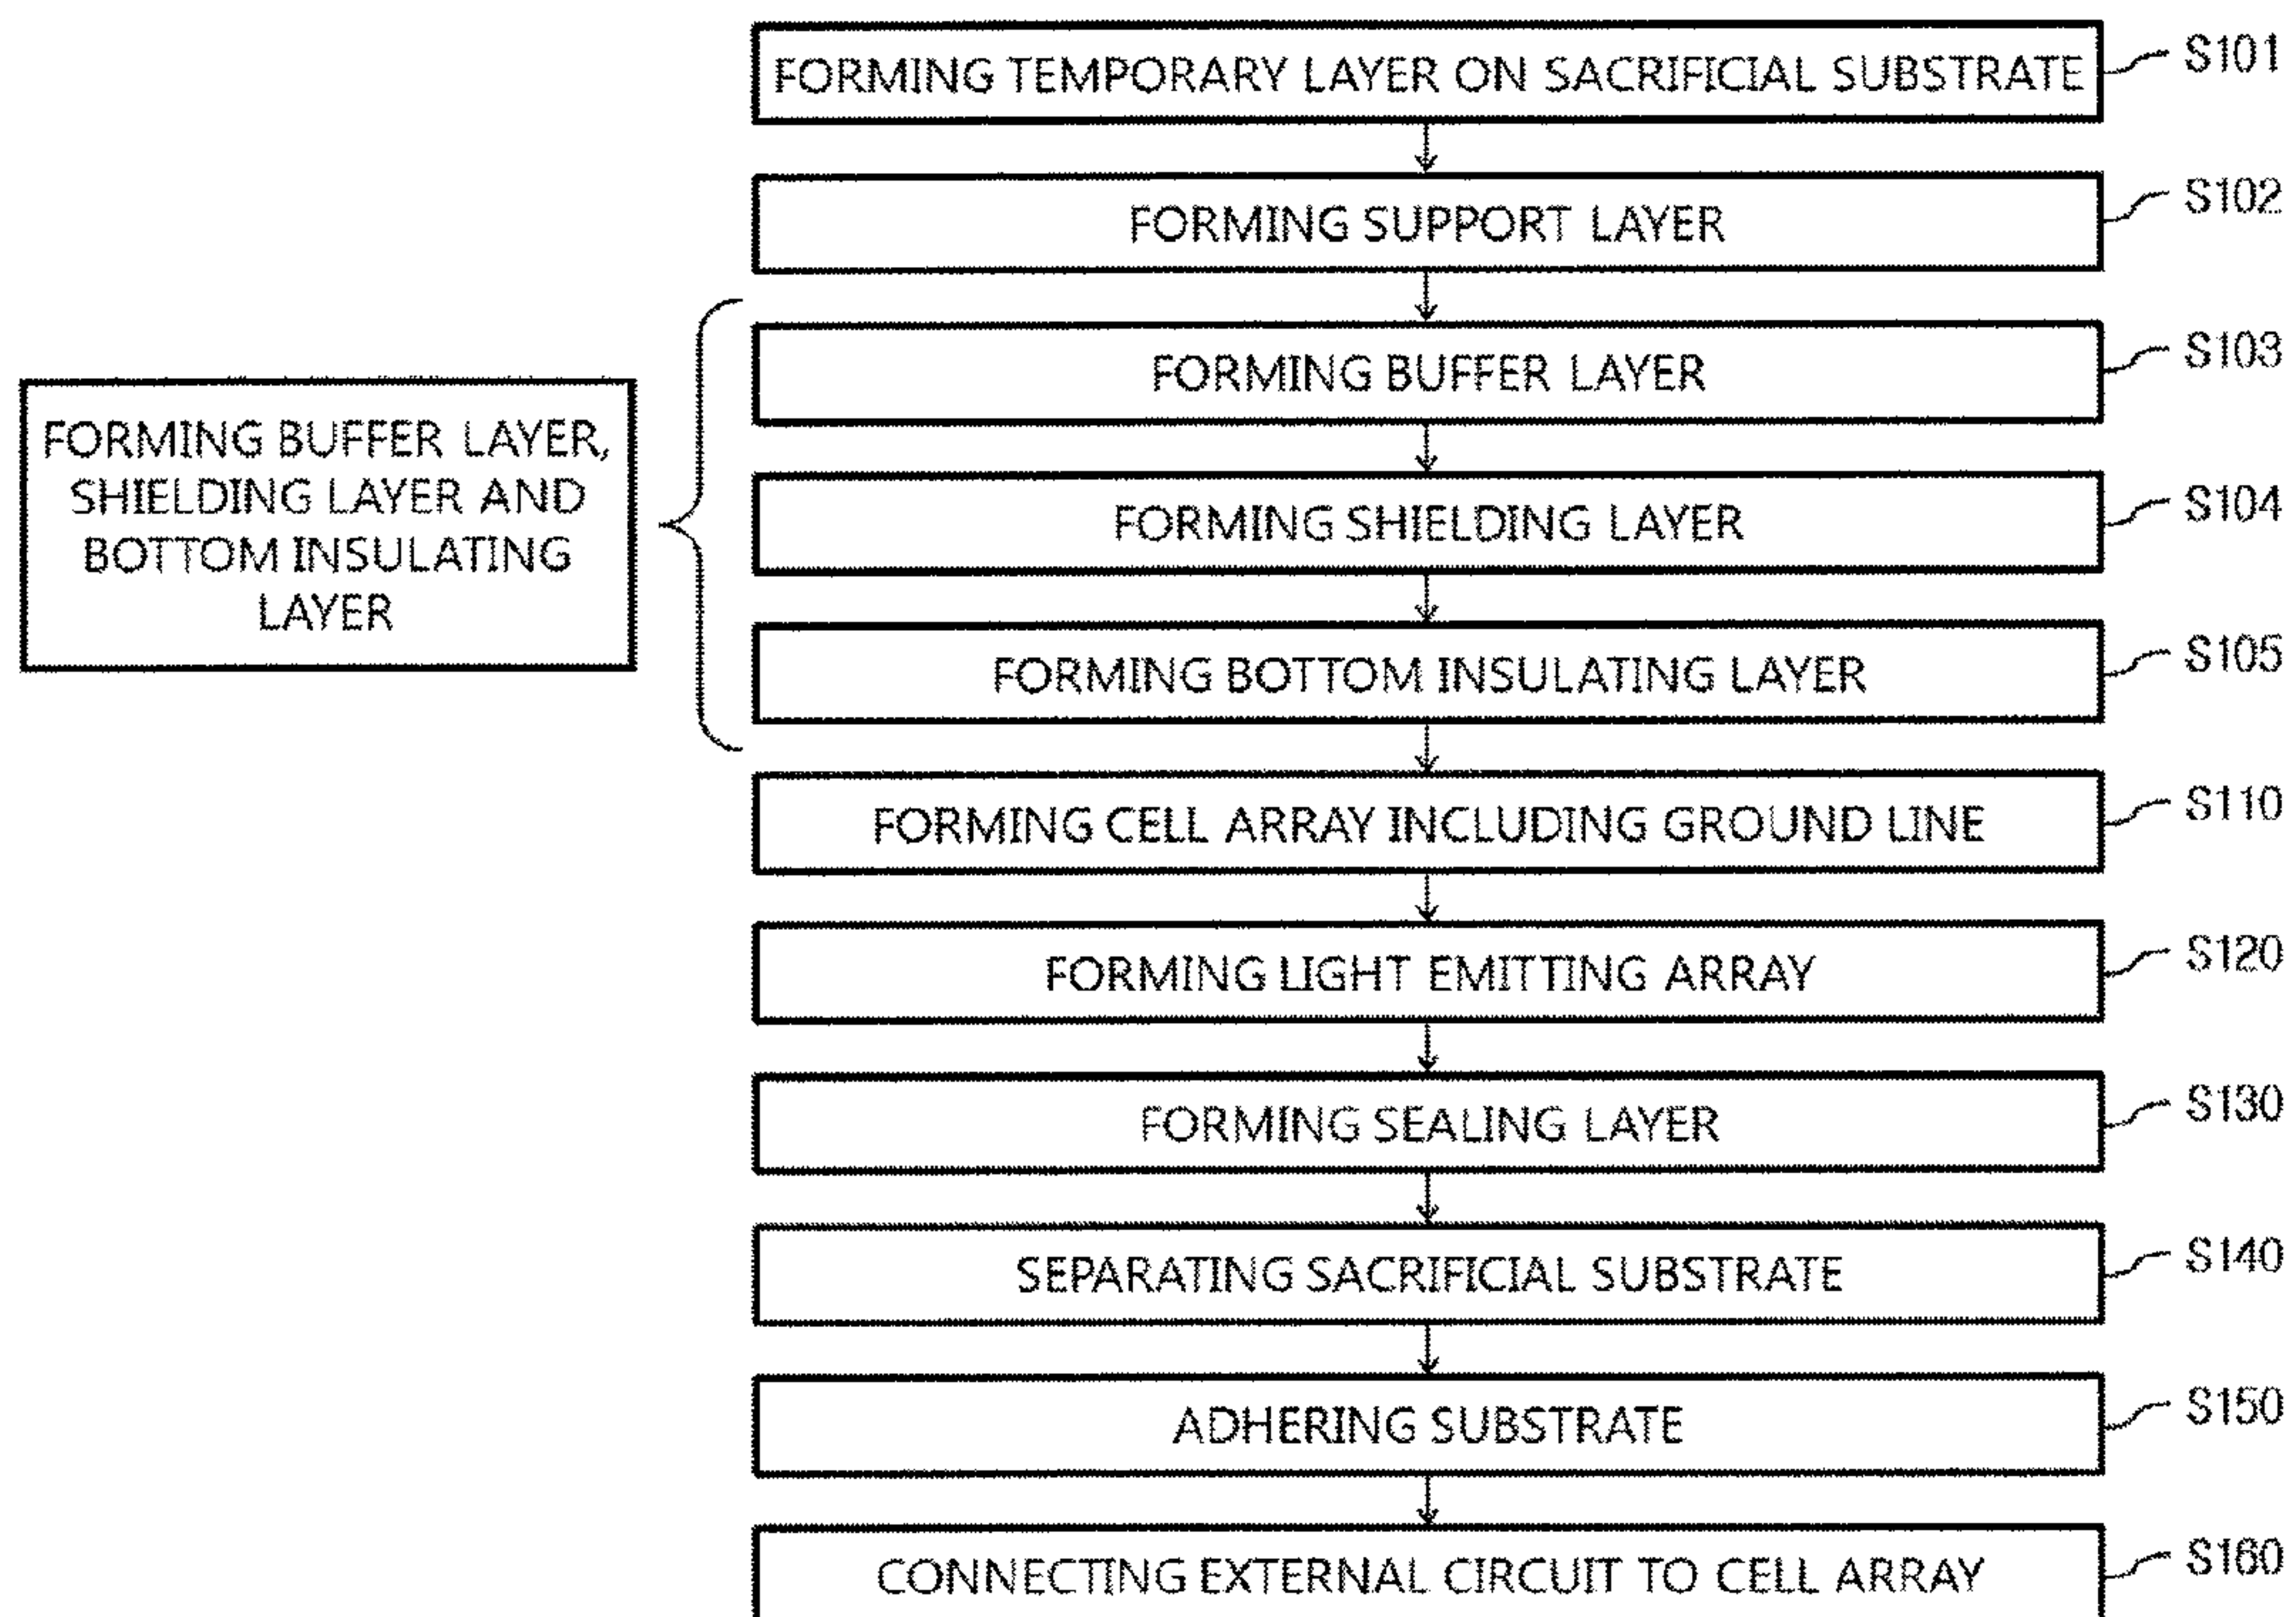 FORMING TEMPORARY LAYER ON SACRIFICIAL SUBSTRATE
S101
FORMING SUPPORT LAYER
S102
FORMING BUFFER LAYER,
SHIELDING LAYER AND
BOTTOM INSULATING
LAYER
FORMING BUFFER LAYER
S103
FORMING SHIELDING LAYER
S104
FORMING BOTTOM INSULATING LAYER
S105
FORMING CELL ARRAY INCLUDING GROUND LINE
S110
FORMING LIGHT EMITTING ARRAY
S120
FORMING SEALING LAYER
S130
SEPARATING SACRIFICIAL SUBSTRATE
S140
ADHERING SUBSTRATE
S150
CONNECTING EXTERNAL CIRCUIT TO CELL ARRAY
S160